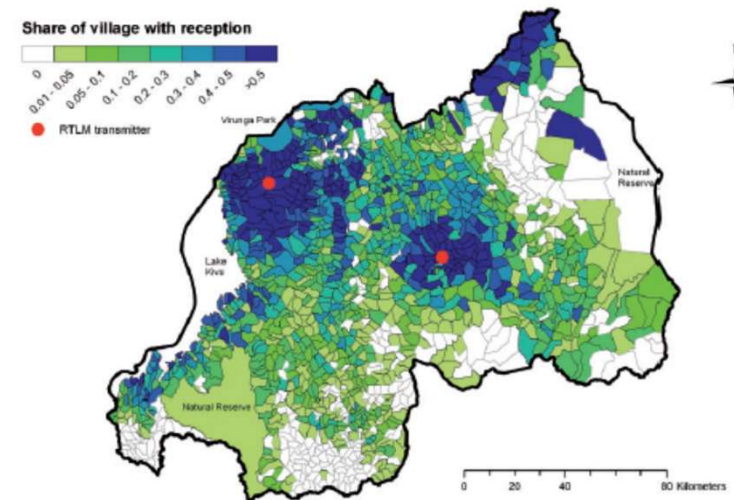 Share of village with reception
0
0.01 - 0.05
0.05 - 0.1
0.1 - 0.2
0.2 - 0.3
0.3 - 0.4
0.4 - 0.5
>0.5
RTLM transmitter
Virunga Park
Natural
Reserve
Lake
Kivu
Natural Reserve
0 20 40 80 Kilometers